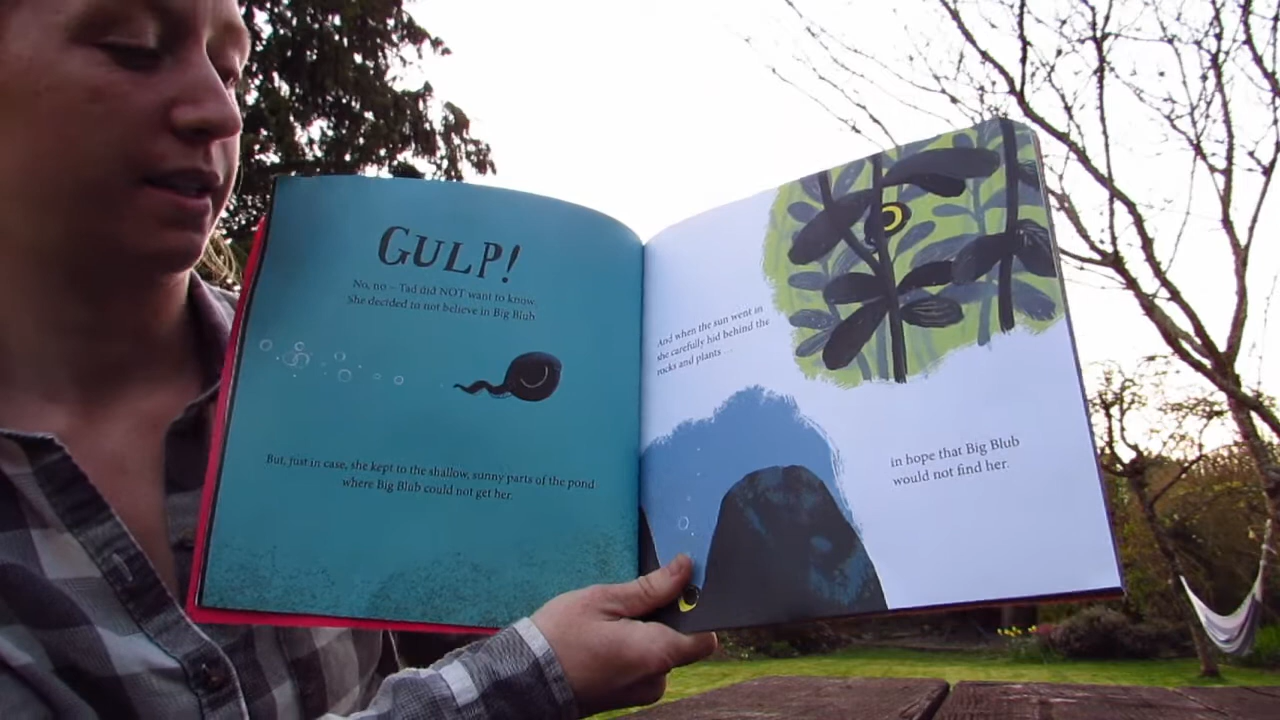 GULP!
No, no – Tad did NOT want to know.
She decided to not believe in Big Blub
But, just in case, she kept to the shallow, sunny parts of the pond
where Big Blub could not get her.
And when the sun went in
she carefully hid behind the
rocks and plants ...
in hope that Big Blub
would not find her.